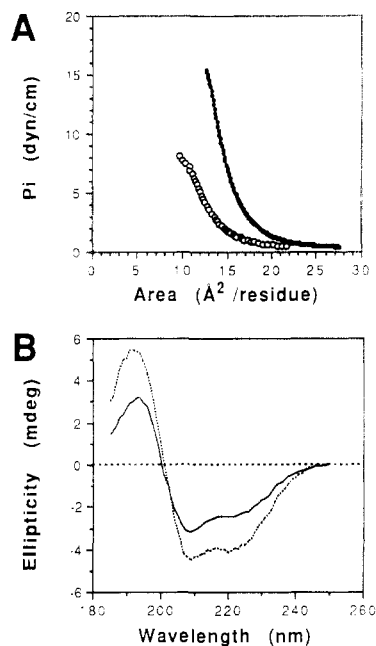 A
Pi (dyn/cm)
20
15
10
5
0
0 5 10 15 20 25 30
Area (Å² /residue)
B
Ellipticity (mdeg)
6
4
2
0
-2
-4
-6
180 200 220 240 260
Wavelength (nm)